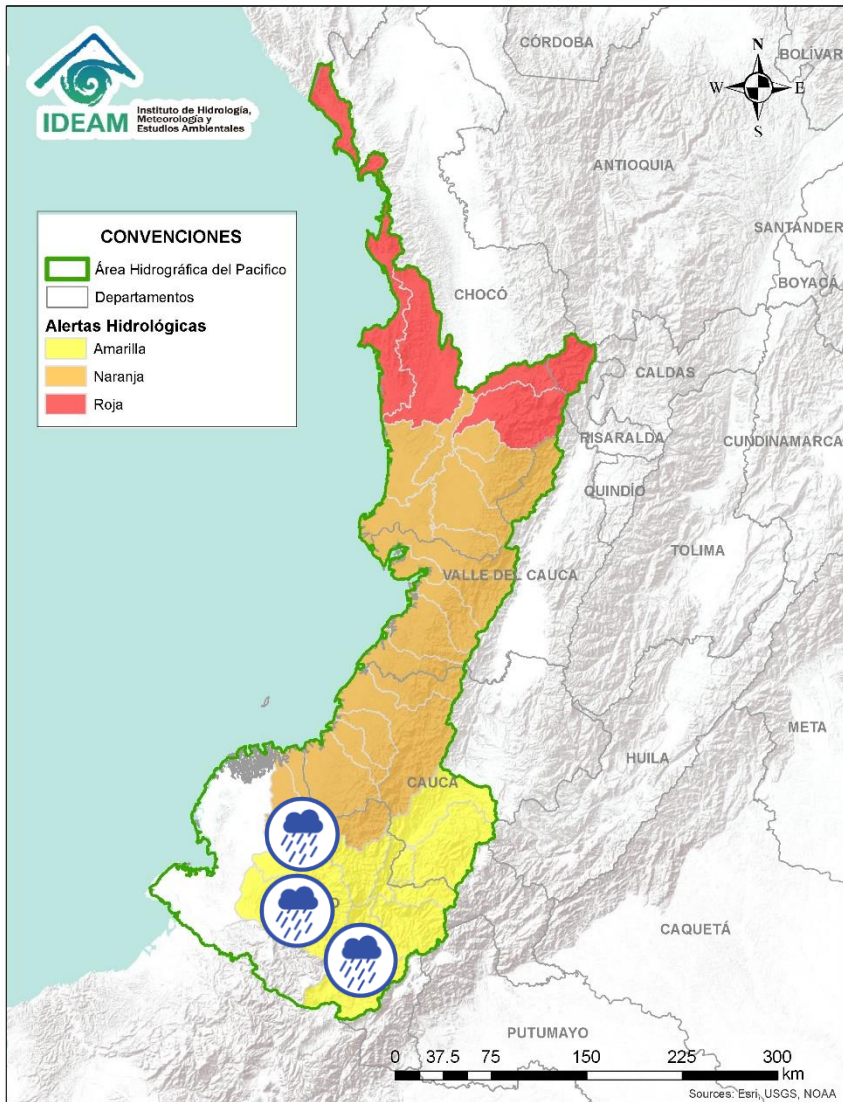 IDEAM
Instituto de Hidrología,
Meteorología y
Estudios Ambientales
N
W
E
S
CÓRDOBA
BOLÍVAR
ANTIOQUIA
SANTANDER
BOYACÁ
CHOCÓ
CALDAS
RISARALDA
CUNDINAMARCA
QUINDÍO
TOLIMA
VALLE DEL CAUCA
META
HUILA
CAUCA
CAQUETÁ
PUTUMAYO
CONVENCIONES
Área Hidrográfica del Pacifico
Departamentos
Alertas Hidrológicas
Amarilla
Naranja
Roja
0 37.5 75 150 225 300
km
Sources: Esri, USGS, NOAA